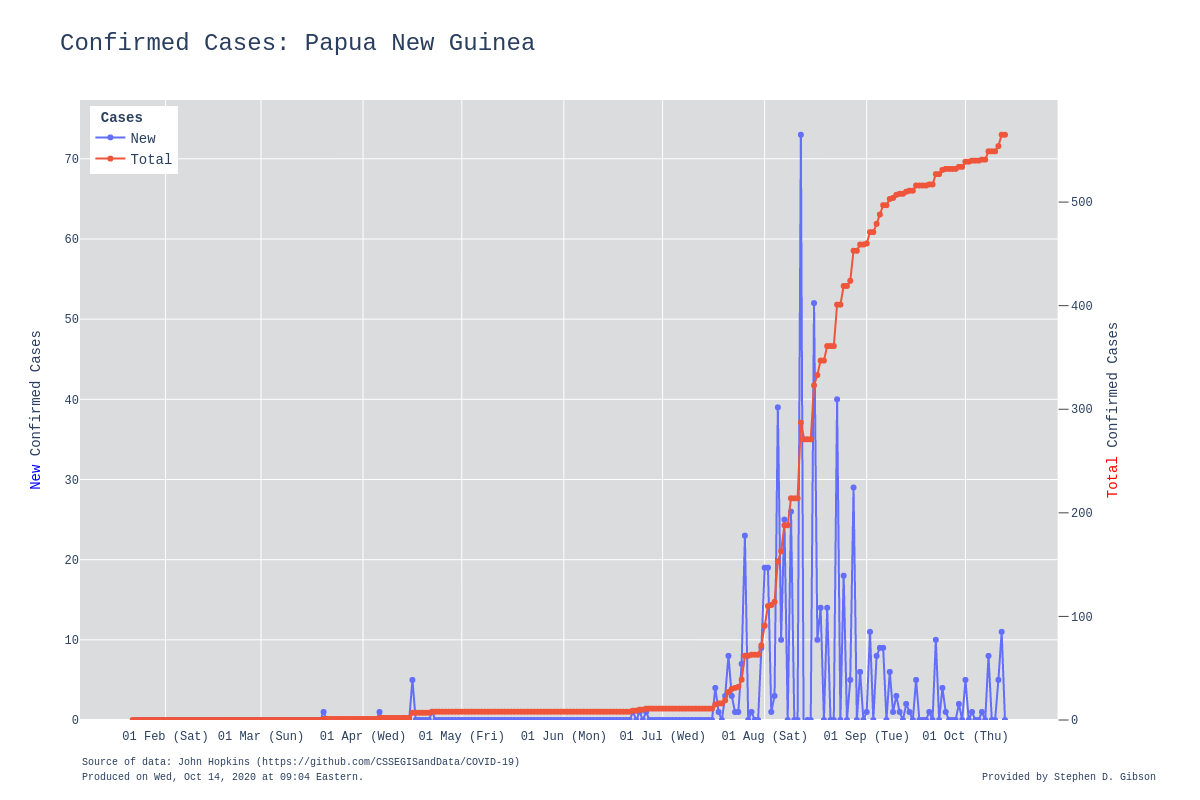 Confirmed Cases: Papua New Guinea
Cases
New
Total
70
60
50
40
30
20
10
0
New Confirmed Cases
500
400
300
200
100
0
Total Confirmed Cases
01 Feb (Sat) 01 Mar (Sun) 01 Apr (Wed) 01 May (Fri) 01 Jun (Mon) 01 Jul (Wed) 01 Aug (Sat) 01 Sep (Tue) 01 Oct (Thu)
Source of data: John Hopkins (https://github.com/CSSEGISandData/COVID-19)
Produced on Wed, Oct 14, 2020 at 09:04 Eastern.
Provided by Stephen D. Gibson